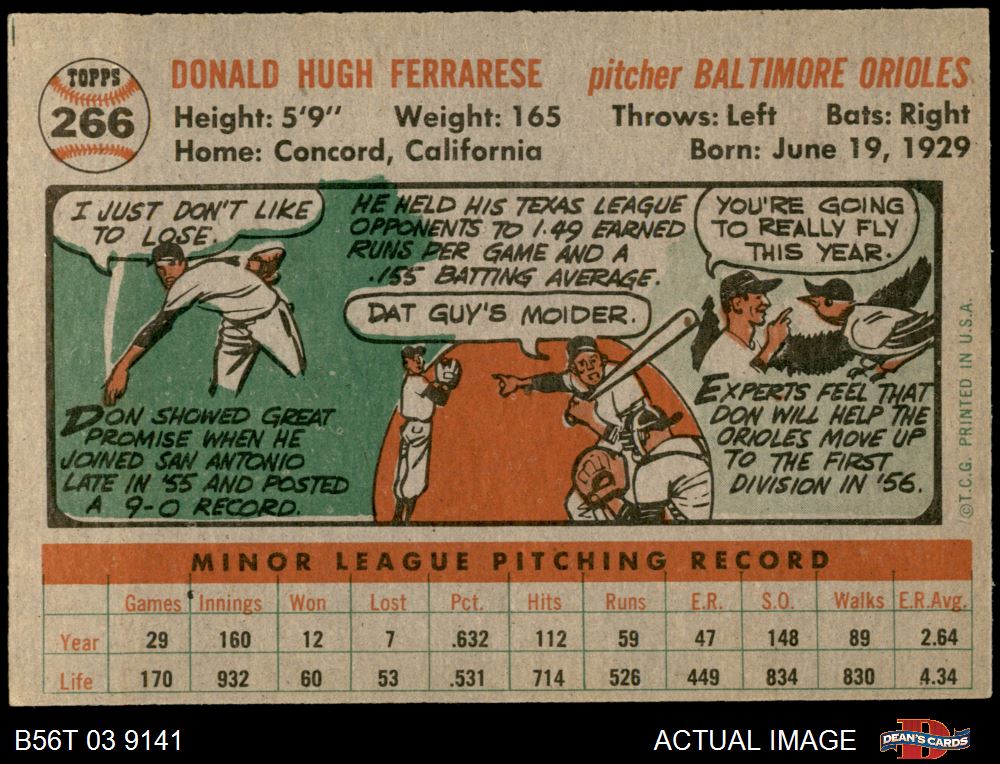 TOPPS
266
DONALD HUGH FERRARESE
pitcher BALTIMORE ORIOLES
Height: 5'9" Weight: 165 Throws: Left Bats: Right
Home: Concord, California Born: June 19, 1929
I JUST DON'T LIKE
TO LOSE.
DON SHOWED GREAT
PROMISE WHEN HE
JOINED SAN ANTONIO
LATE IN '55 AND POSTED
A 9-0 RECORD.
HE HELD HIS TEXAS LEAGUE
OPPONENTS TO 1.49 EARNED
RUNS PER GAME AND A
.155 BATTING AVERAGE.
DAT GUY'S MOIDER.
YOU'RE GOING
TO REALLY FLY
THIS YEAR.
EXPERTS FEEL THAT
DON WILL HELP THE
ORIOLES MOVE UP
TO THE FIRST
DIVISION IN '56.
©T.C.G. PRINTED IN U.S.A.
MINOR LEAGUE PITCHING RECORD
Games Innings Won Lost Pct. Hits Runs E.R. S.O. Walks E.R.Avg.
Year 29 160 12 7 .632 112 59 47 148 89 2.64
Life 170 932 60 53 .531 714 526 449 834 830 4.34
B56T 03 9141
ACTUAL IMAGE
D
DEAN'S CARDS